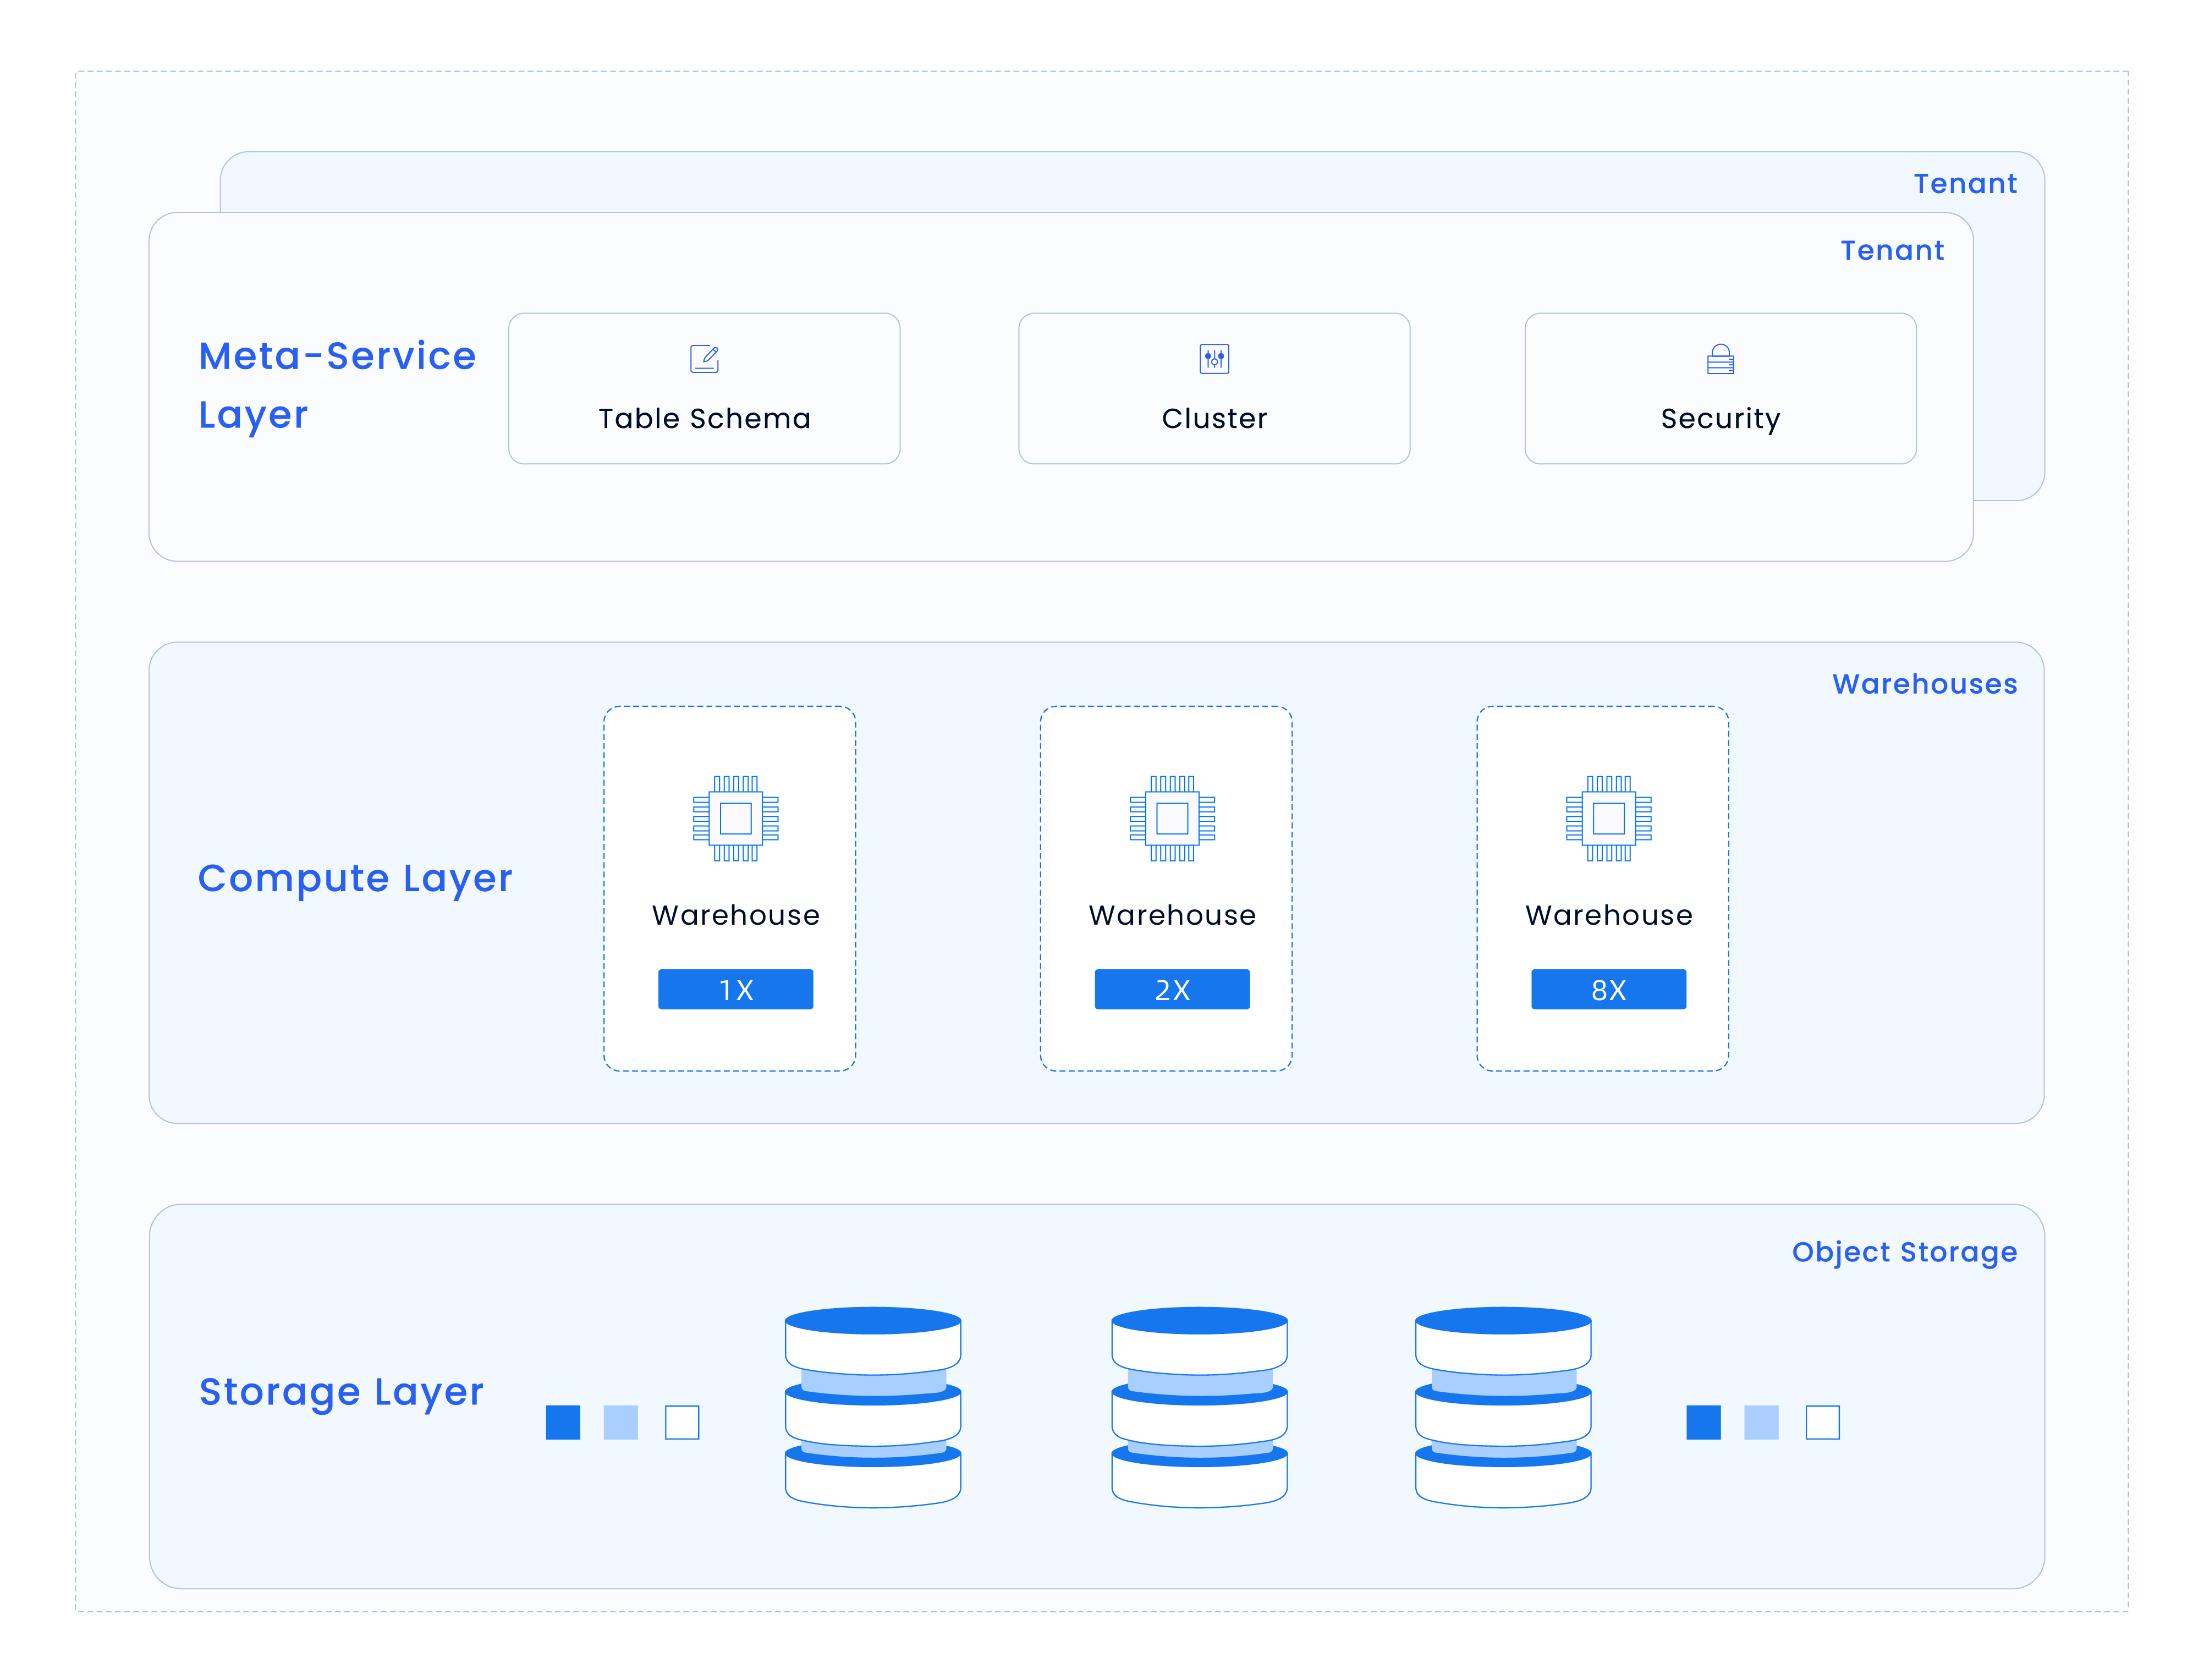 Tenant
Tenant
Meta-Service
Layer
Table Schema
Cluster
Security
Warehouses
Compute Layer
Warehouse
1X
Warehouse
2X
Warehouse
8X
Object Storage
Storage Layer